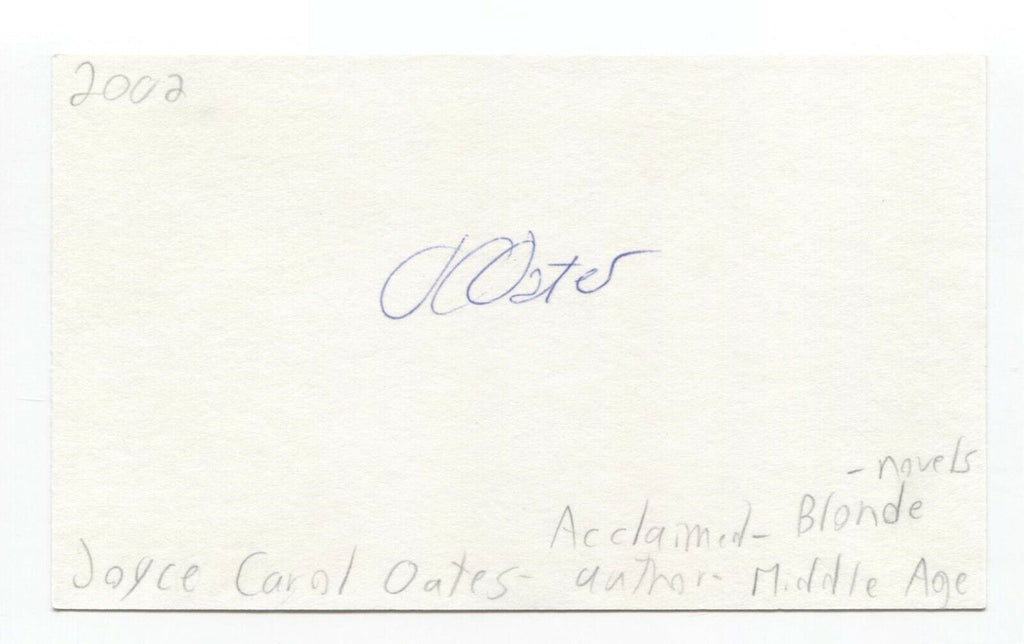 2002
JCOates
- novels
Acclaimed - Blonde
Joyce Carol Oates - author - Middle Age